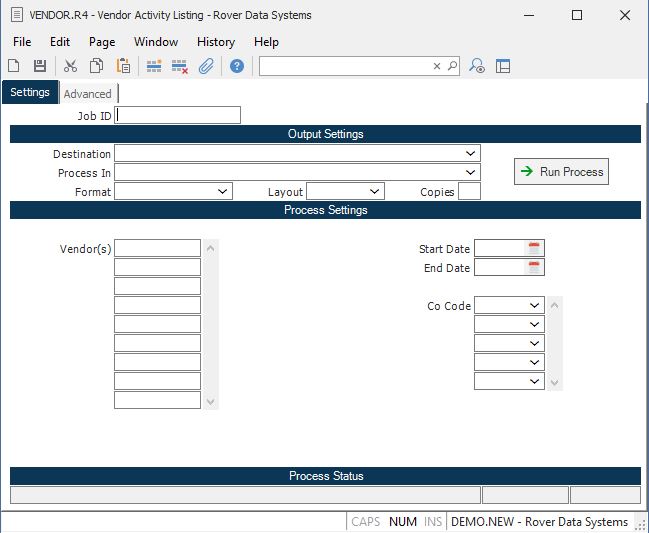 VENDOR.R4 - Vendor Activity Listing - Rover Data Systems
File Edit Page Window History Help
Settings Advanced
Job ID
Output Settings
Destination
Process In
Run Process
Format Layout Copies
Process Settings
Vendor(s) Start Date
End Date
Co Code
Process Status
CAPS NUM INS DEMO.NEW - Rover Data Systems